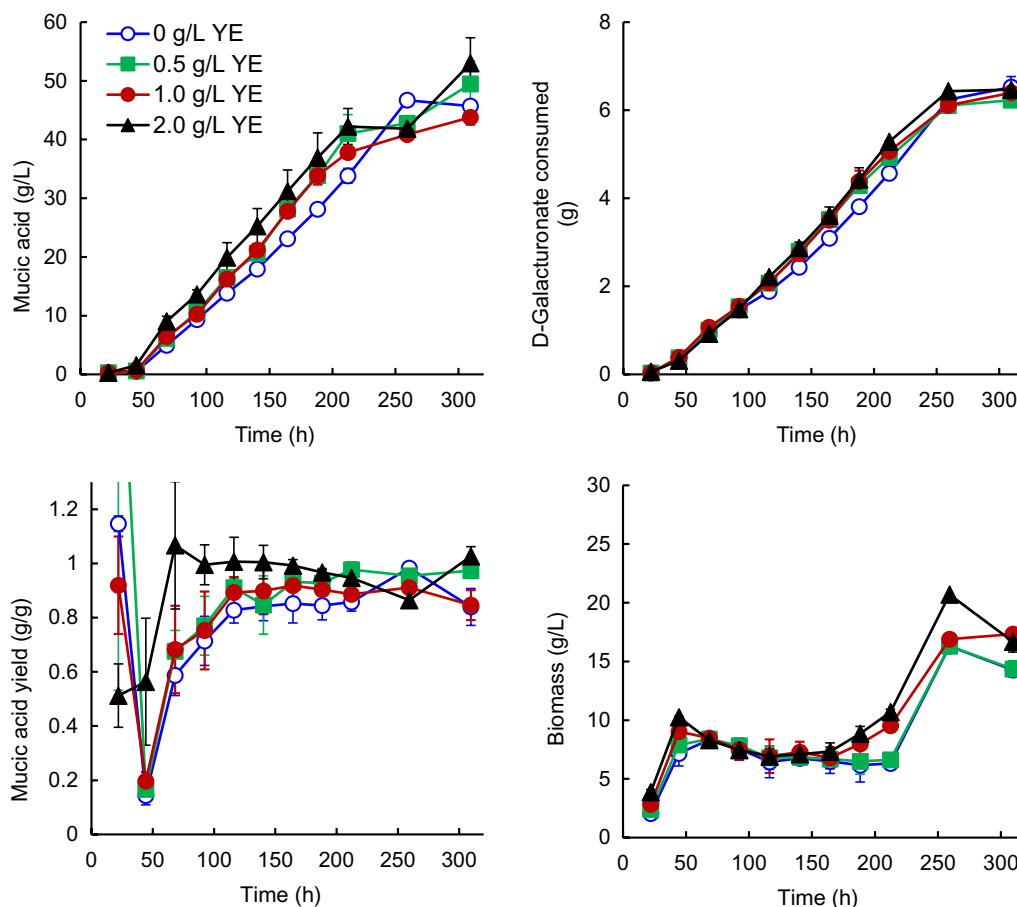 60
50
40
30
20
10
0
Mucic acid (g/L)
0 g/L YE
0.5 g/L YE
1.0 g/L YE
2.0 g/L YE
0 50 100 150 200 250 300
Time (h)
8
6
4
2
0
D-Galacturonate consumed
(g)
0 50 100 150 200 250 300
Time (h)
1.2
1
0.8
0.6
0.4
0.2
0
Mucic acid yield (g/g)
0 50 100 150 200 250 300
Time (h)
30
25
20
15
10
5
0
Biomass (g/L)
0 50 100 150 200 250 300
Time (h)